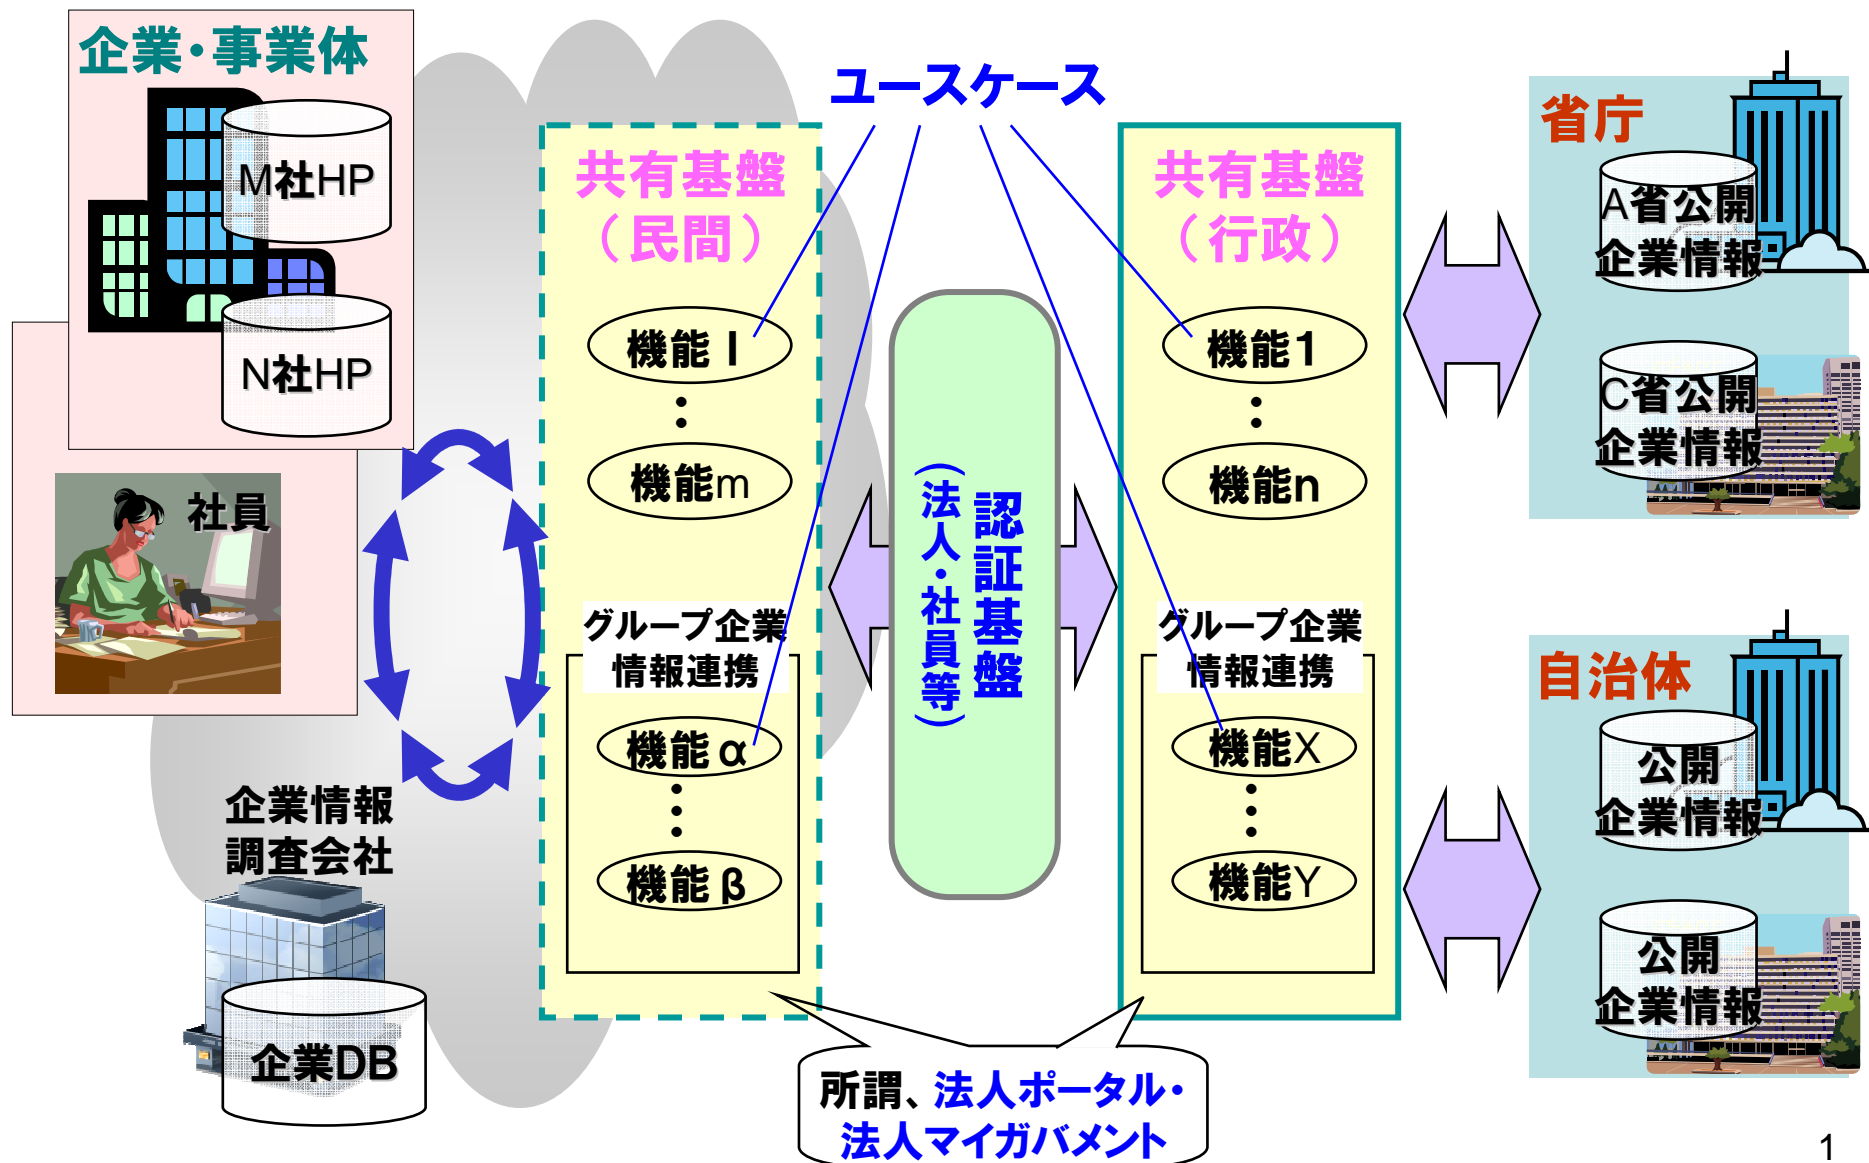 企業・事業体
M社HP
N社HP
社員
企業情報
調査会社
企業DB
ユースケース
共有基盤
（民間）
機能 I
機能m
グループ企業
情報連携
機能 α
機能 β
認証基盤
（法人・社員等）
共有基盤
（行政）
機能1
機能n
グループ企業
情報連携
機能X
機能Y
所謂、法人ポータル・
法人マイガバメント
省庁
A省公開
企業情報
C省公開
企業情報
自治体
公開
企業情報
公開
企業情報
1